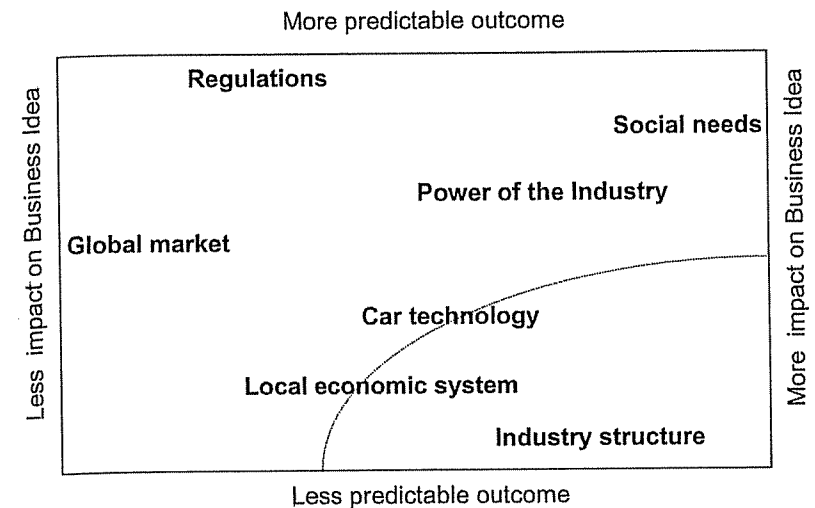 More predictable outcome
Regulations
Social needs
Power of the Industry
Global market
Car technology
Local economic system
Industry structure
Less predictable outcome
Less impact on Business Idea
More impact on Business Idea